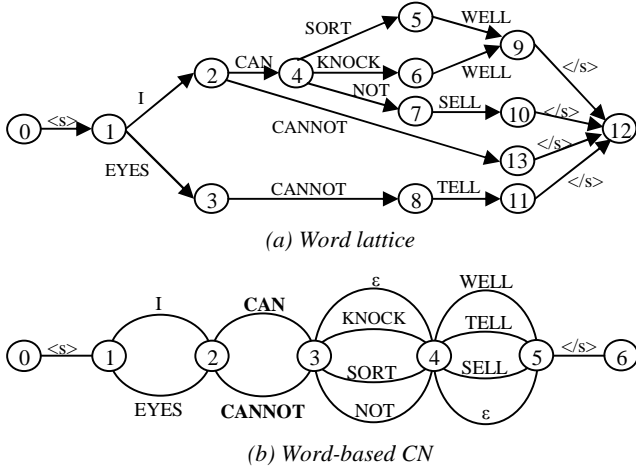 SORT 5 WELL
9
2 CAN 4 KNOCK 6 WELL </s>
I NOT
7 SELL 10 </s>
0 <s> 1 CANNOT 12
13 </s>
EYES </s>
3 CANNOT 8 TELL 11
(a) Word lattice
ε WELL
I CAN KNOCK TELL
0 <s> 1 2 3 4 5 </s> 6
SORT SELL
EYES CANNOT NOT ε
(b) Word-based CN